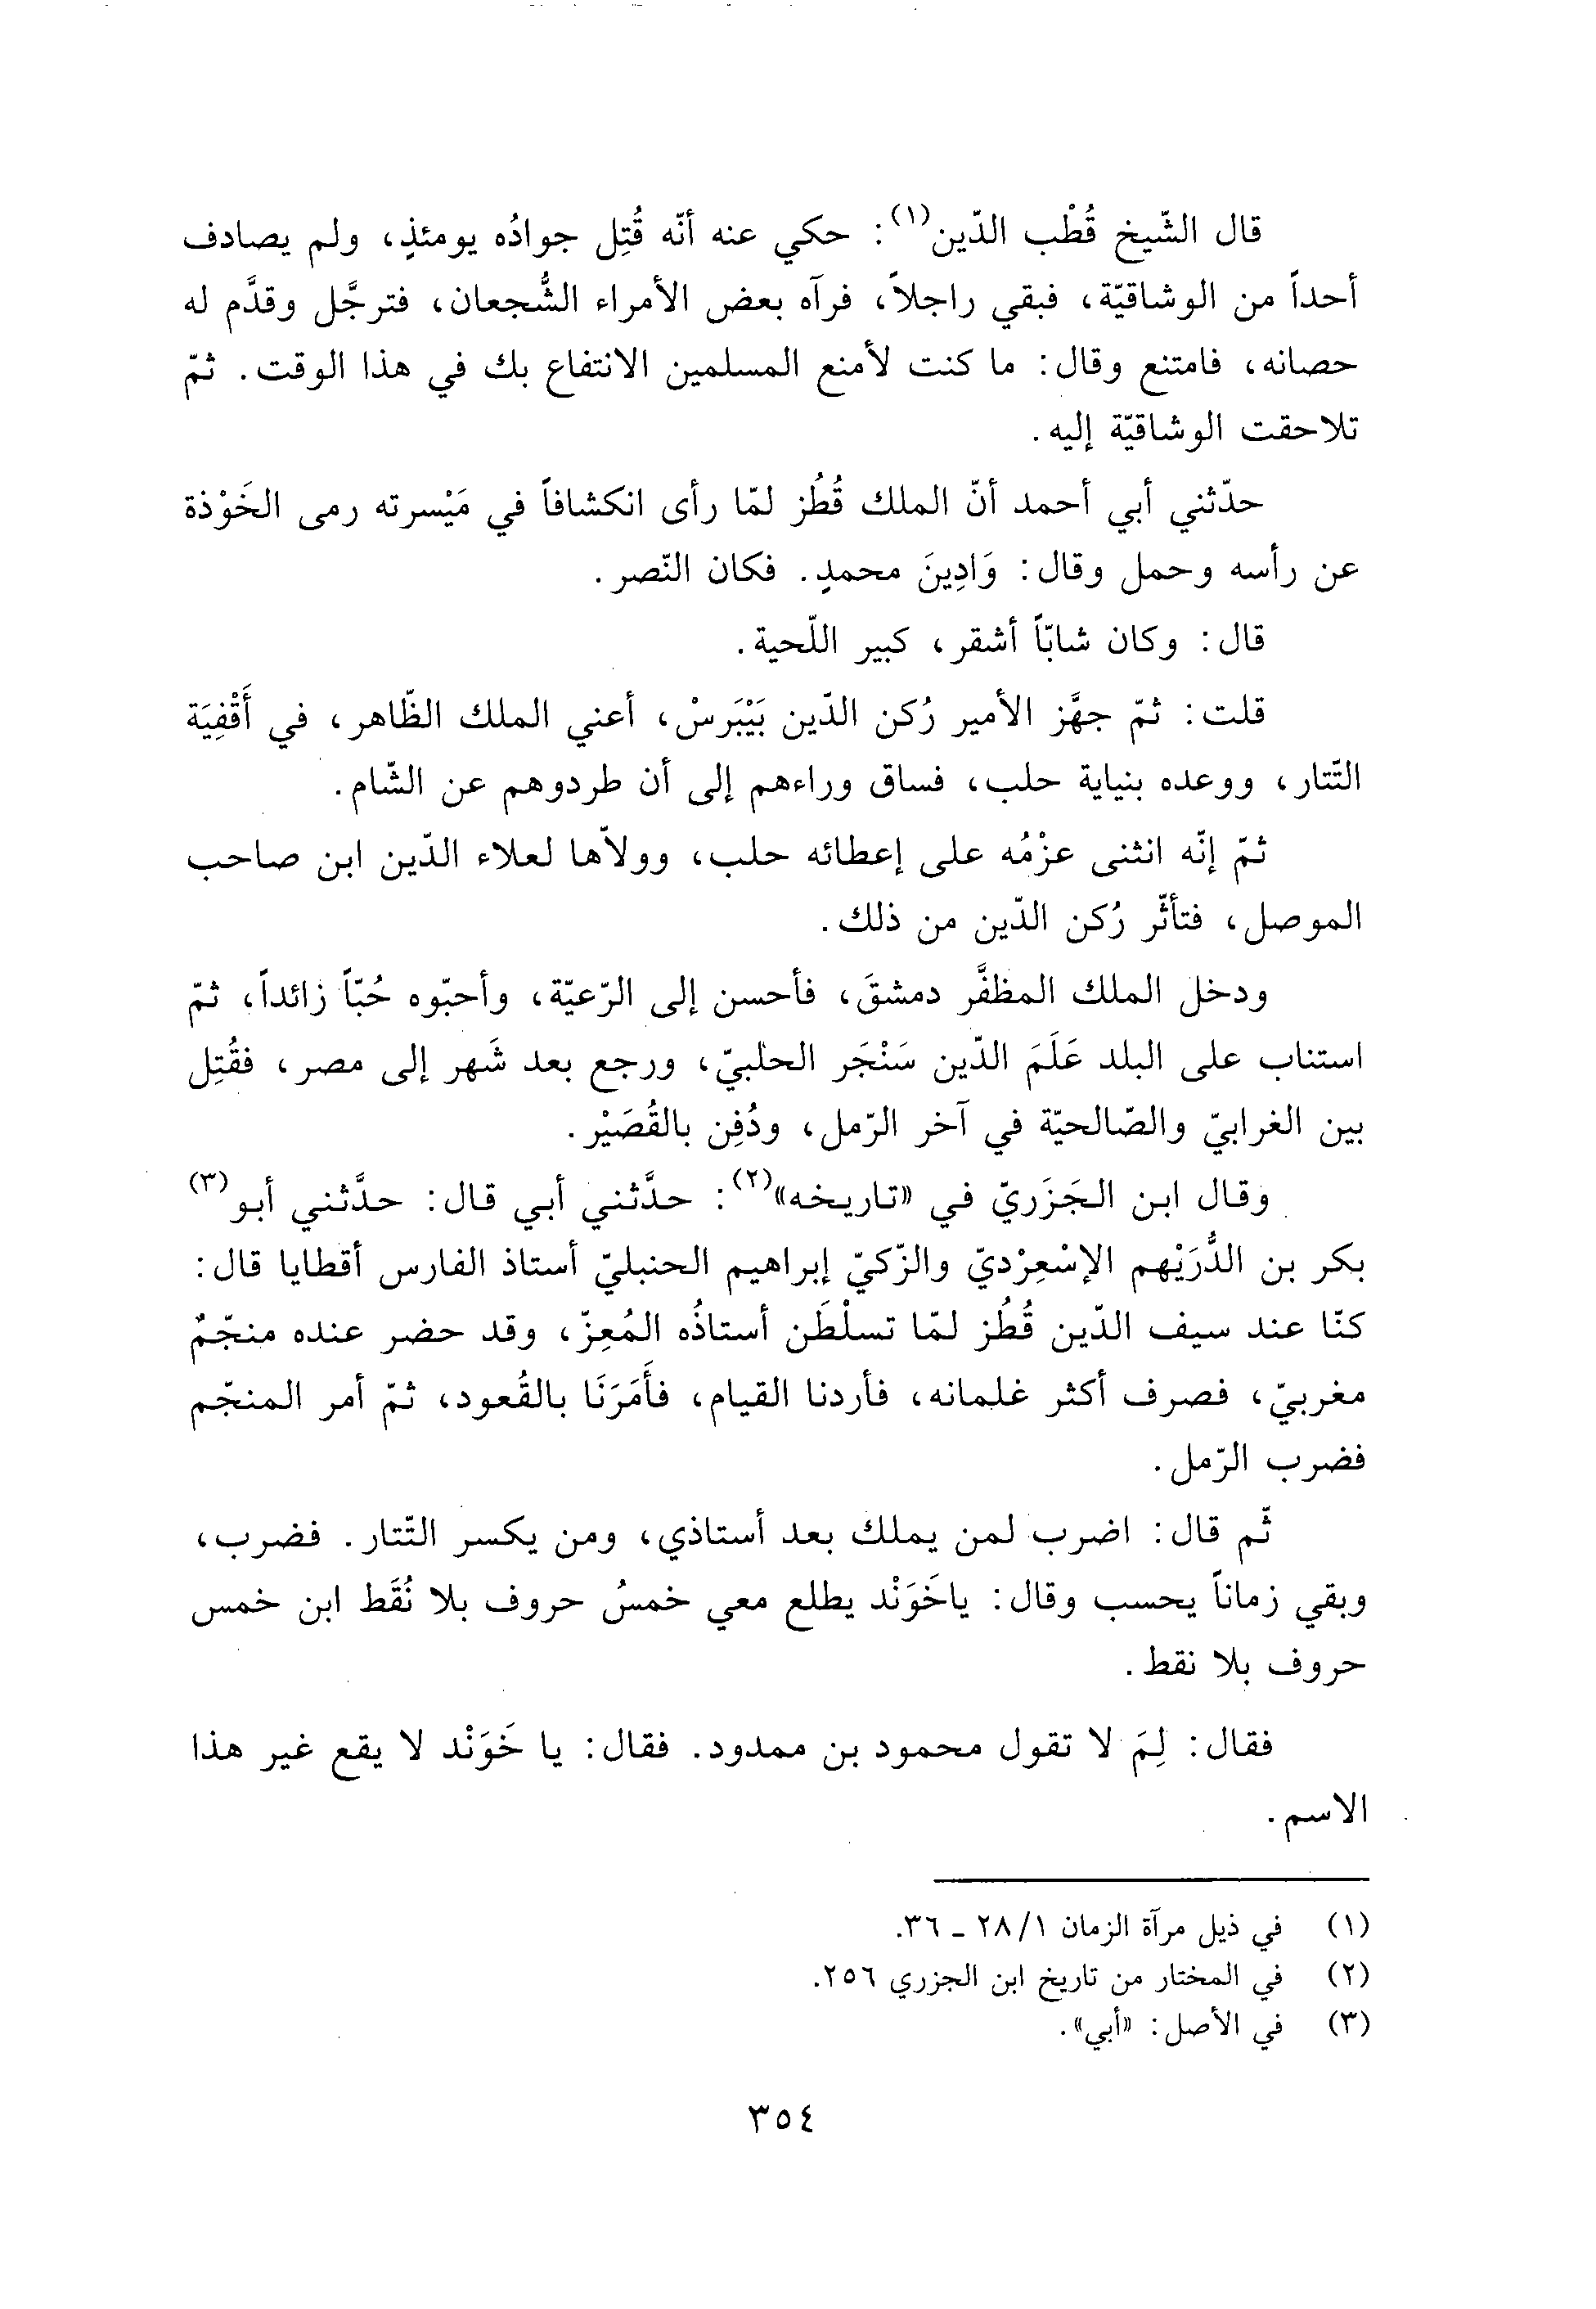 قال الشّيخ قُطْب الدّين(١): حكي عنه أنّه قُتِل جوادُه يومئذٍ، ولم يصادف
أحداً من الوشاقيّة، فبقي راجلاً، فرآه بعض الأمراء الشُّجعان، فترجَّل وقدَّم له
حصانه، فامتنع وقال: ما كنت لأمنع المسلمين الانتفاع بك في هذا الوقت. ثمّ
تلاحقت الوشاقيّة إليه.
حدّثني أبي أحمد أنّ الملك قُطُز لمّا رأى انكشافاً في مَيْسرته رمى الخَوْذة
عن رأسه وحمل وقال: وَادِينَ محمدٍ. فكان النّصر.
قال: وكان شابّاً أشقر، كبير اللّحية.
قلت: ثمّ جهَّز الأمير رُكن الدّين بَيْبَرسْ، أعني الملك الظّاهر، في أَقْفِيَة
التّتار، ووعده بنياية حلب، فساق وراءهم إلى أن طردوهم عن الشّام.
ثمّ إنّه انثنى عزْمُه على إعطائه حلب، وولاّها لعلاء الدّين ابن صاحب
الموصل، فتأثّر رُكن الدّين من ذلك.
ودخل الملك المظفَّر دمشقَ، فأحسن إلى الرّعيّة، وأحبّوه حُبّاً زائداً، ثمّ
استناب على البلد عَلَمَ الدّين سَنْجَر الحلبيّ، ورجع بعد شَهر إلى مصر، فقُتِل
بين الغرابيّ والصّالحيّة في آخر الرّمل، ودُفِن بالقُصَيْر.
وقال ابن الجَزَريّ في «تاريخه»(٢): حدَّثني أبي قال: حدَّثني أبو(٣)
بكر بن الدُّرَيْهم الإسْعِرْديّ والزّكيّ إبراهيم الحنبليّ أستاذ الفارس أقطايا قال:
كنّا عند سيف الدّين قُطُز لمّا تسلْطَن أستاذُه المُعِزّ، وقد حضر عنده منجّمٌ
مغربيّ، فصرف أكثر غلمانه، فأردنا القيام، فأَمَرَنَا بالقُعود، ثمّ أمر المنجّم
فضرب الرّمل.
ثّم قال: اضرب لمن يملك بعد أستاذي، ومن يكسر التّتار. فضرب،
وبقي زماناً يحسب وقال: ياخَوَنْد يطلع معي خمسُ حروف بلا نُقَط ابن خمس
حروف بلا نقط.
فقال: لِمَ لا تقول محمود بن ممدود. فقال: يا خَوَنْد لا يقع غير هذا
الاسم.
(١) في ذيل مرآة الزمان ٢٨/١ ـ ٣٦.
(٢) في المختار من تاريخ ابن الجزري ٢٥٦.
(٣) في الأصل: «أبي».
٣٥٤